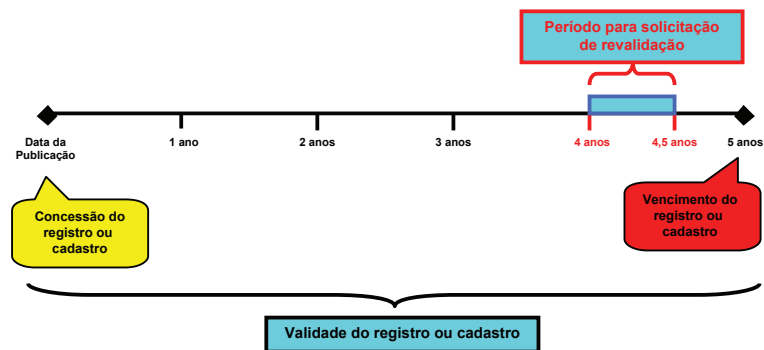 Período para solicitação
de revalidação
Data da
Publicação
1 ano
2 anos
3 anos
4 anos
4,5 anos
5 anos
Concessão do
registro ou
cadastro
Vencimento do
registro ou
cadastro
Validade do registro ou cadastro